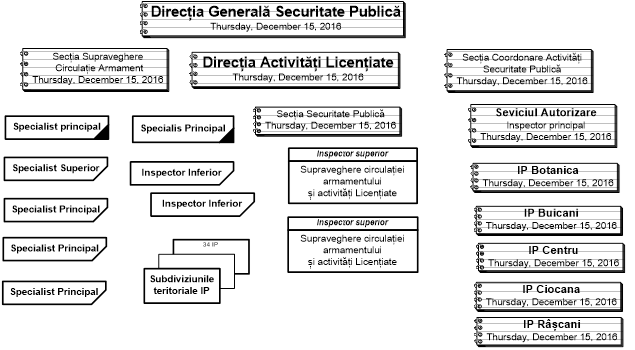 Direcția Generală Securitate Publică
Thursday, December 15, 2016
Secția Supraveghere
Circulație Armament
Thursday, December 15, 2016
Direcția Activități Licențiate
Thursday, December 15, 2016
Secția Coordonare Activități
Securitate Publică
Thursday, December 15, 2016
Specialist principal
Specialis Principal
Secția Securitate Publică
Thursday, December 15, 2016
Seviciul Autorizare
Inspector principal
Thursday, December 15, 2016
Specialist Superior
Inspector Inferior
Inspector superior
Supraveghere circulației
armamentului
și activități Licențiate
IP Botanica
Thursday, December 15, 2016
Specialist Principal
Inspector Inferior
Inspector superior
Supraveghere circulației
armamentului
și activități Licențiate
IP Buicani
Thursday, December 15, 2016
Specialist Principal
34 IP
Subdiviziunile
teritoriale IP
IP Centru
Thursday, December 15, 2016
Specialist Principal
IP Ciocana
Thursday, December 15, 2016
IP Râșcani
Thursday, December 15, 2016